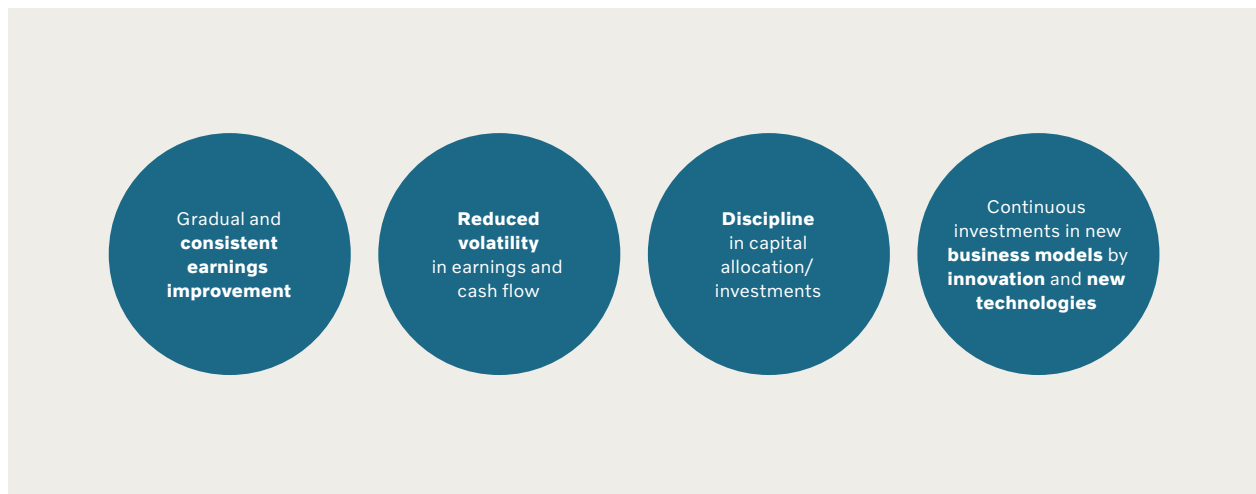 Gradual and
consistent
earnings
improvement
Reduced
volatility
in earnings and
cash flow
Discipline
in capital
allocation/
investments
Continuous
investments in new
business models by
innovation and new
technologies